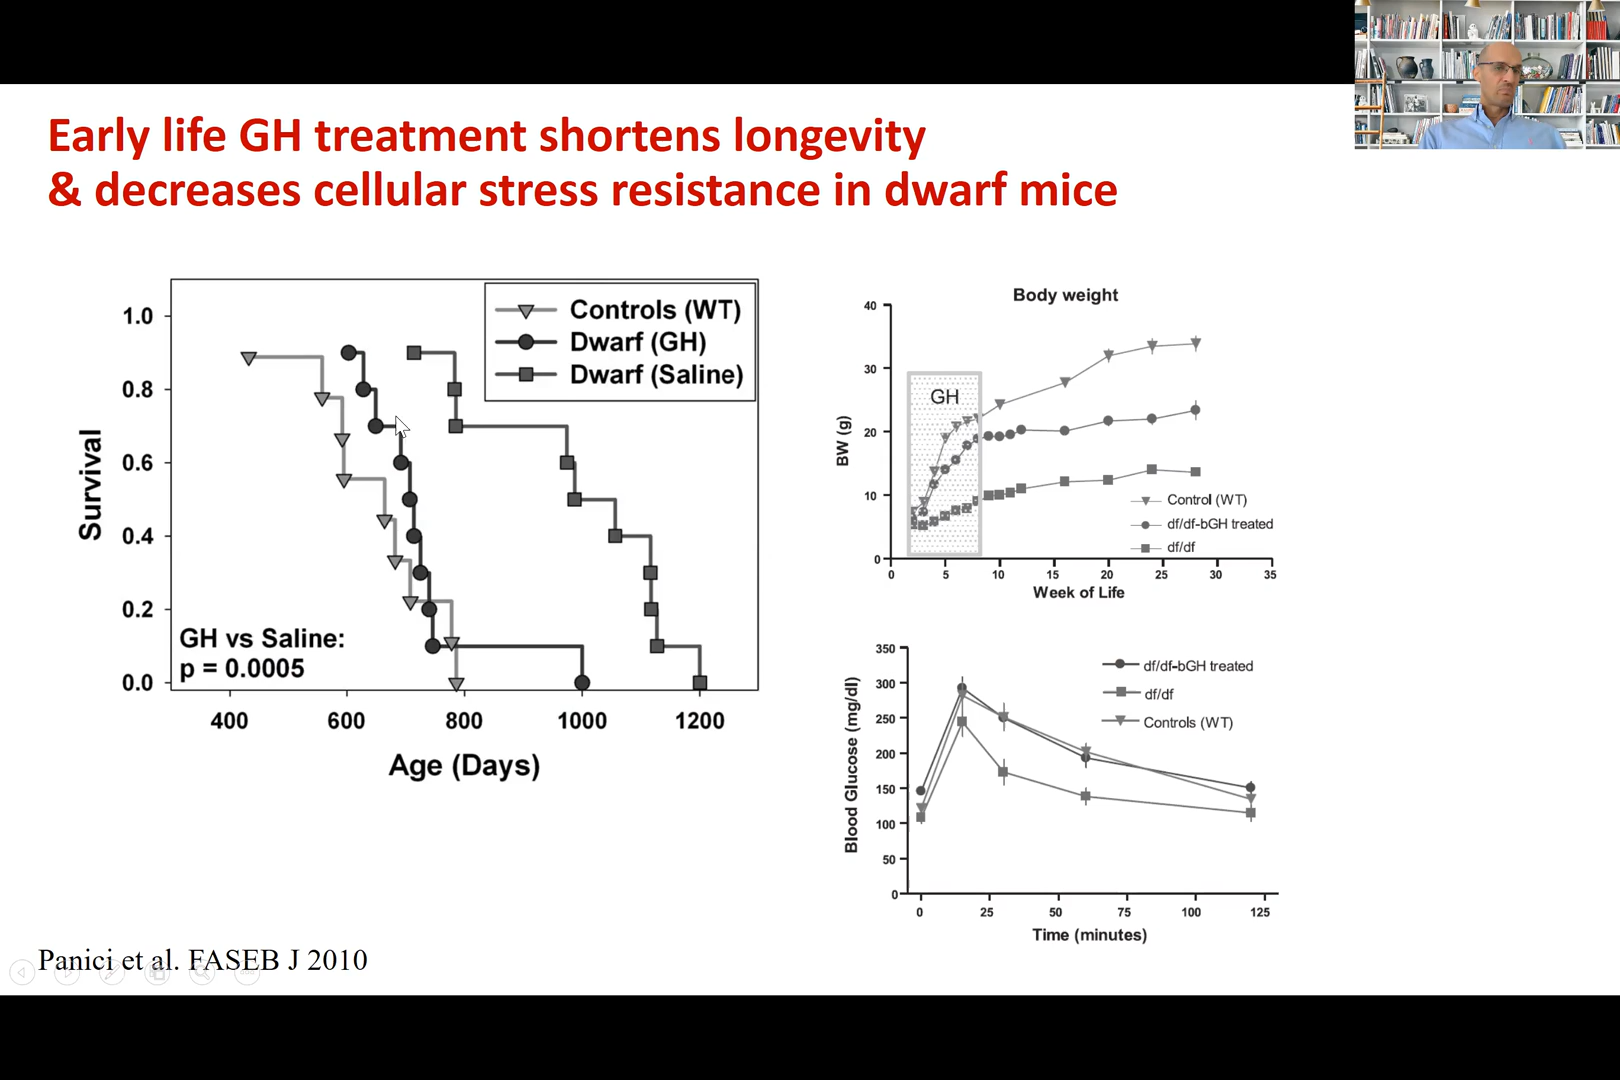 Early life GH treatment shortens longevity
& decreases cellular stress resistance in dwarf mice
Controls (WT)
Dwarf (GH)
Dwarf (Saline)
1.0
0.8
0.6
0.4
0.2
0.0
Survival
GH vs Saline:
p = 0.0005
400 600 800 1000 1200
Age (Days)
Body weight
40
30
20
10
0
BW (g)
GH
Control (WT)
df/df-bGH treated
df/df
0 5 10 15 20 25 30 35
Week of Life
350
300
250
200
150
100
50
0
Blood Glucose (mg/dl)
df/df-bGH treated
df/df
Controls (WT)
0 25 50 75 100 125
Time (minutes)
Panici et al. FASEB J 2010